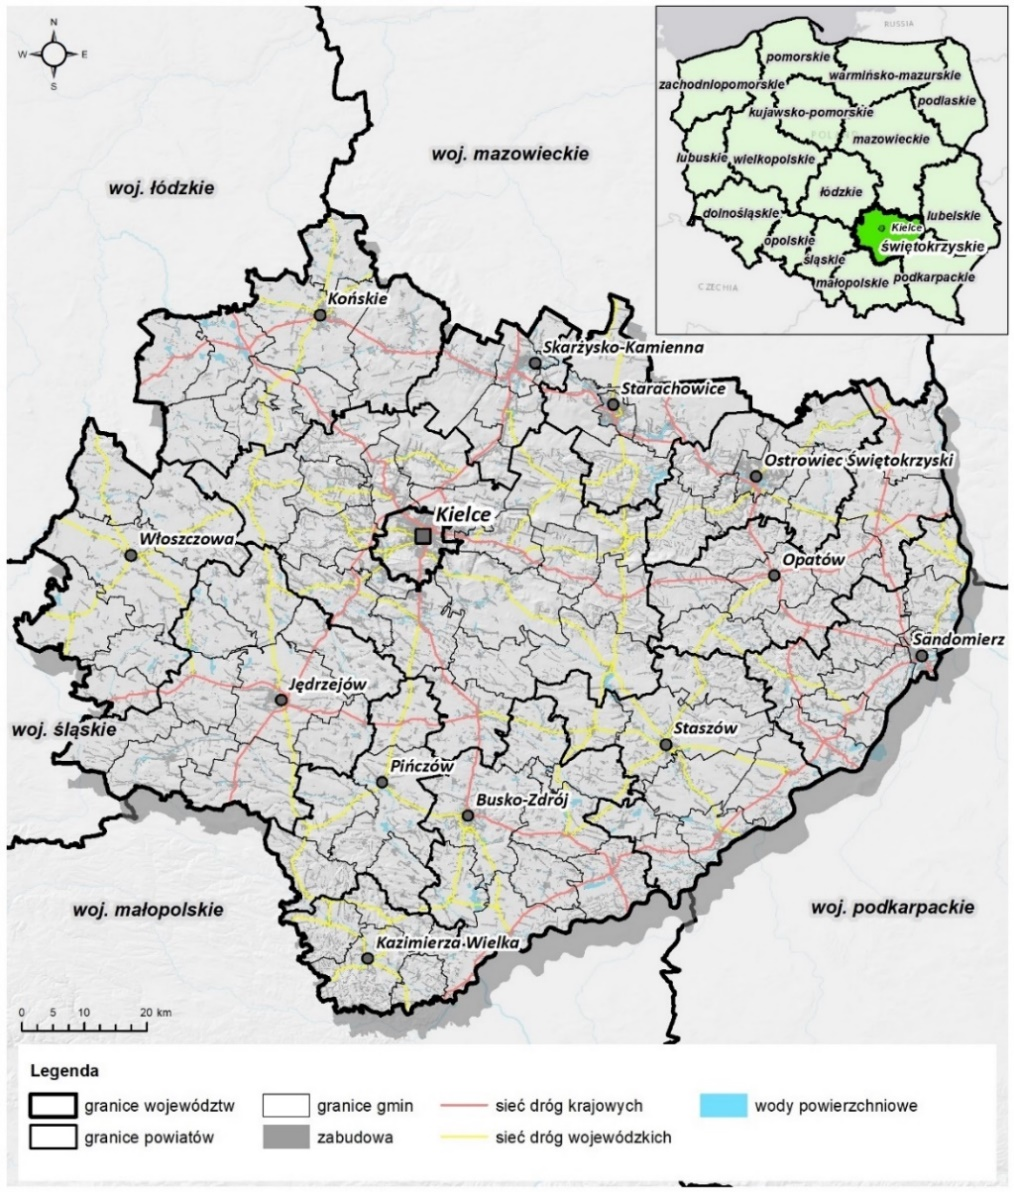 N
W E
S
RUSSIA
pomorskie
warmińsko-mazurskie
zachodniopomorskie
podlaskie
kujawsko-pomorskie
POLAND
mazowieckie
lubuskie wielkopolskie
łódzkie
dolnośląskie
lubelskie
Kielce
opolskie
świętokrzyskie
śląskie
podkarpackie
małopolskie
CZECHIA
woj. mazowieckie
woj. łódzkie
Końskie
Skarżysko-Kamienna
Starachowice
Ostrowiec Świętokrzyski
Kielce
Włoszczowa
Opatów
Sandomierz
Jędrzejów
woj. śląskie
Staszów
Pińczów
Busko-Zdrój
woj. małopolskie
woj. podkarpackie
Kazimierza Wielka
0 5 10 20 km
Legenda
granice województw
granice gmin
sieć dróg krajowych
wody powierzchniowe
granice powiatów
zabudowa
sieć dróg wojewódzkich